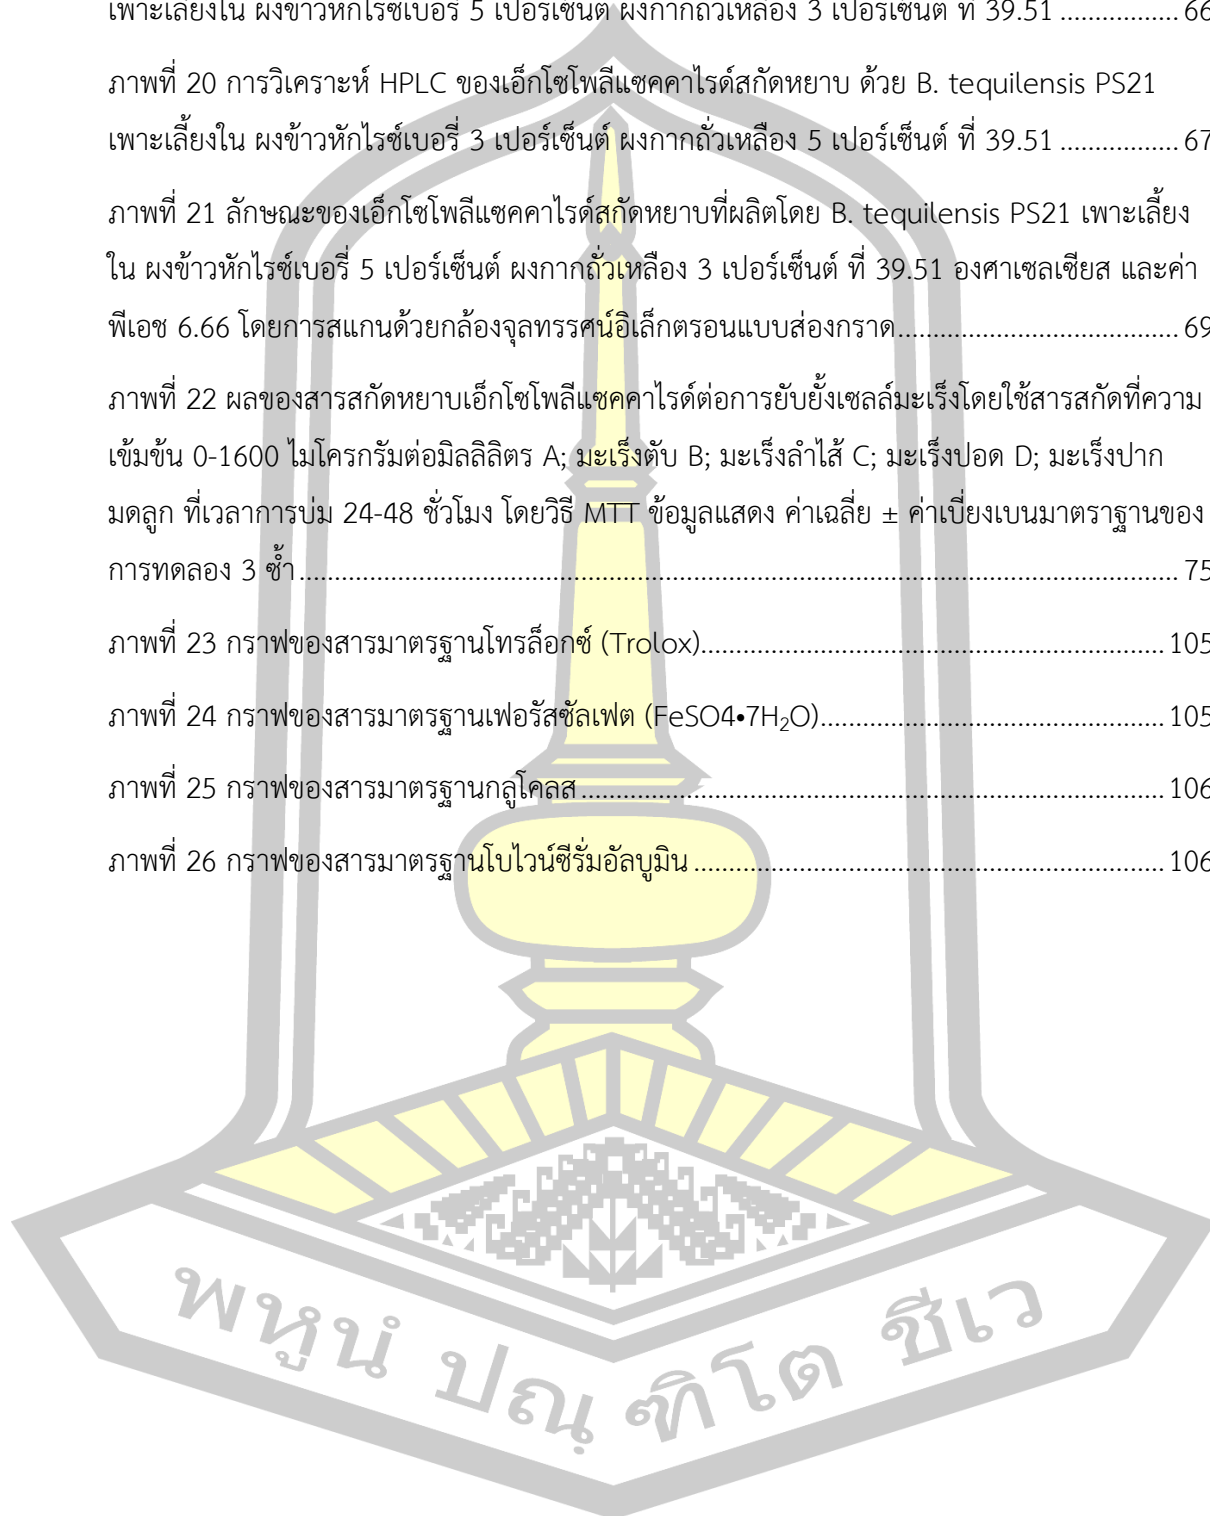 เพาะเลี้ยงใน ผงข้าวหักไรซ์เบอรี่ 5 เปอร์เซ็นต์ ผงกากถั่วเหลือง 3 เปอร์เซ็นต์ ที่ 39.51 ................. 66
ภาพที่ 20 การวิเคราะห์ HPLC ของเอ็กโซโพลีแซคคาไรด์สกัดหยาบ ด้วย B. tequilensis PS21
เพาะเลี้ยงใน ผงข้าวหักไรซ์เบอรี่ 3 เปอร์เซ็นต์ ผงกากถั่วเหลือง 5 เปอร์เซ็นต์ ที่ 39.51 ................. 67
ภาพที่ 21 ลักษณะของเอ็กโซโพลีแซคคาไรด์สกัดหยาบที่ผลิตโดย B. tequilensis PS21 เพาะเลี้ยง
ใน ผงข้าวหักไรซ์เบอรี่ 5 เปอร์เซ็นต์ ผงกากถั่วเหลือง 3 เปอร์เซ็นต์ ที่ 39.51 องศาเซลเซียส และค่า
พีเอช 6.66 โดยการสแกนด้วยกล้องจุลทรรศน์อิเล็กตรอนแบบส่องกราด........................................ 69
ภาพที่ 22 ผลของสารสกัดหยาบเอ็กโซโพลีแซคคาไรด์ต่อการยับยั้งเซลล์มะเร็งโดยใช้สารสกัดที่ความ
เข้มข้น 0-1600 ไมโครกรัมต่อมิลลิลิตร A; มะเร็งตับ B; มะเร็งลำไส้ C; มะเร็งปอด D; มะเร็งปาก
มดลูก ที่เวลาการบ่ม 24-48 ชั่วโมง โดยวิธี MTT ข้อมูลแสดง ค่าเฉลี่ย ± ค่าเบี่ยงเบนมาตราฐานของ
การทดลอง 3 ซ้ำ............................................................................................................................... 75
ภาพที่ 23 กราฟของสารมาตรฐานโทรล็อกซ์ (Trolox)................................................................... 105
ภาพที่ 24 กราฟของสารมาตรฐานเฟอรัสซัลเฟต (FeSO4•7H₂O)................................................. 105
ภาพที่ 25 กราฟของสารมาตรฐานกลูโคลส ................................................................................... 106
ภาพที่ 26 กราฟของสารมาตรฐานโบไวน์ซีรั่มอัลบูมิน .................................................................... 106
พหูนํ ปณฺฑิโต ชีเว